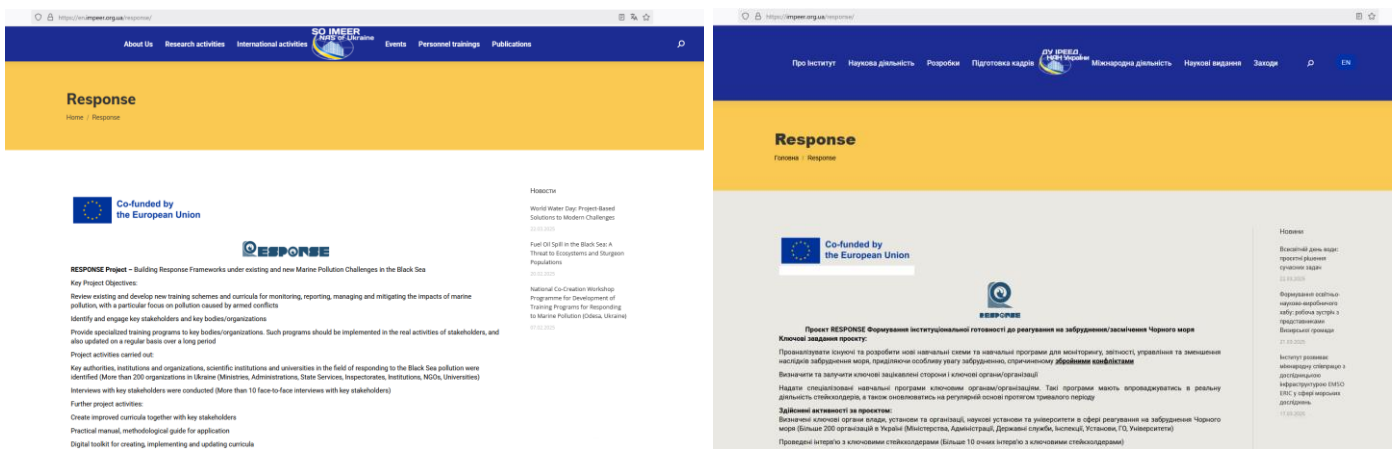 https://en.impeer.org.ua/response/
About Us Research activities International activities SO IMEER NAS of Ukraine Events Personnel trainings Publications
Response
Home / Response
Co-funded by
the European Union
RESPONSE
RESPONSE Project – Building Response Frameworks under existing and new Marine Pollution Challenges in the Black Sea
Key Project Objectives:
Review existing and develop new training schemes and curricula for monitoring, reporting, managing and mitigating the impacts of marine
pollution, with a particular focus on pollution caused by armed conflicts
Identify and engage key stakeholders and key bodies/organizations
Provide specialized training programs to key bodies/organizations. Such programs should be implemented in the real activities of stakeholders, and
also updated on a regular basis over a long period
Project activities carried out:
Key authorities, institutions and organizations, scientific institutions and universities in the field of responding to the Black Sea pollution were
identified (More than 200 organizations in Ukraine (Ministries, Administrations, State Services, Inspectorates, Institutions, NGOs, Universities)
Interviews with key stakeholders were conducted (More than 10 face-to-face interviews with key stakeholders)
Further project activities:
Create improved curricula together with key stakeholders
Practical manual, methodological guide for application
Digital toolkit for creating, implementing and updating curricula
Новости
World Water Day: Project-Based
Solutions to Modern Challenges
Fuel Oil Spill in the Black Sea: A
Threat to Ecosystems and Sturgeon
Populations
National Co-Creation Workshop
Programme for Development of
Training Programs for Responding
to Marine Pollution (Odesa, Ukraine)
07.02.2025
https://impeer.org.ua/response/
Про інститут Наукова діяльність Розробки Підготовка кадрів ДУ ІРЕЕД НАН України Міжнародна діяльність Наукові видання Заходи EN
Response
Головна / Response
Co-funded by
the European Union
RESPONSE
Проєкт RESPONSE Формування інституціональної готовності до реагування на забруднення/засмічення Чорного моря
Ключові завдання проєкту:
Проаналізувати існуючі та розробити нові навчальні схеми та навчальні програми для моніторингу, звітності, управління та зменшення
наслідків забруднення моря, приділяючи особливу увагу забрудненню, спричиненому збройними конфліктами
Визначити та залучити ключові зацікавлені сторони і ключові органи/організації
Надати спеціалізовані навчальні програми ключовим органам/організаціям. Такі програми мають впроваджуватись в реальну
діяльність стейкхолдерів, а також оновлюватись на регулярній основі протягом тривалого періоду
Здійснені активності за проєктом:
Визначені ключові органи влади, установи та організації, наукові установи та університети в сфері реагування на забруднення Чорного
моря (Більше 200 організацій в Україні (Міністерства, Адміністрації, Державні служби, Інспекції, Установи, ГО, Університети)
Проведені інтерв'ю з ключовими стейкхолдерами (Більше 10 очних інтерв'ю з ключовими стейкхолдерами)
Новини
Всесвітній день води:
проєктні рішення
сучасних задач
Формування освітньо-
науково-виробничого
хабу: робоча зустріч з
представниками
Визирської громади
Інститут розвиває
міжнародну співпрацю з
дослідницькою
інфраструктурою EMSO
ERIC у сфері морських
досліджень